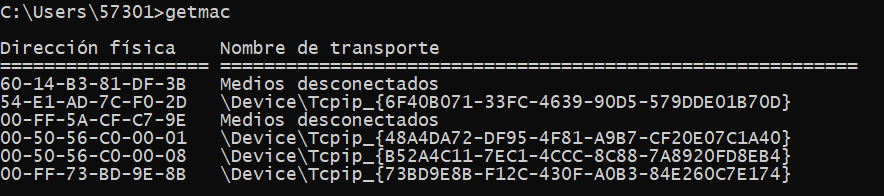 C:\Users\57301>getmac
Dirección física    Nombre de transporte
=================== ==========================================================
60-14-B3-81-DF-3B   Medios desconectados
54-E1-AD-7C-F0-2D   \Device\Tcpip_{6F40B071-33FC-4639-90D5-579DDE01B70D}
00-FF-5A-CF-C7-9E   Medios desconectados
00-50-56-C0-00-01   \Device\Tcpip_{48A4DA72-DF95-4F81-A9B7-CF20E07C1A40}
00-50-56-C0-00-08   \Device\Tcpip_{B52A4C11-7EC1-4CCC-8C88-7A8920FD8EB4}
00-FF-73-BD-9E-8B   \Device\Tcpip_{73BD9E8B-F12C-430F-A0B3-84E260C7E174}